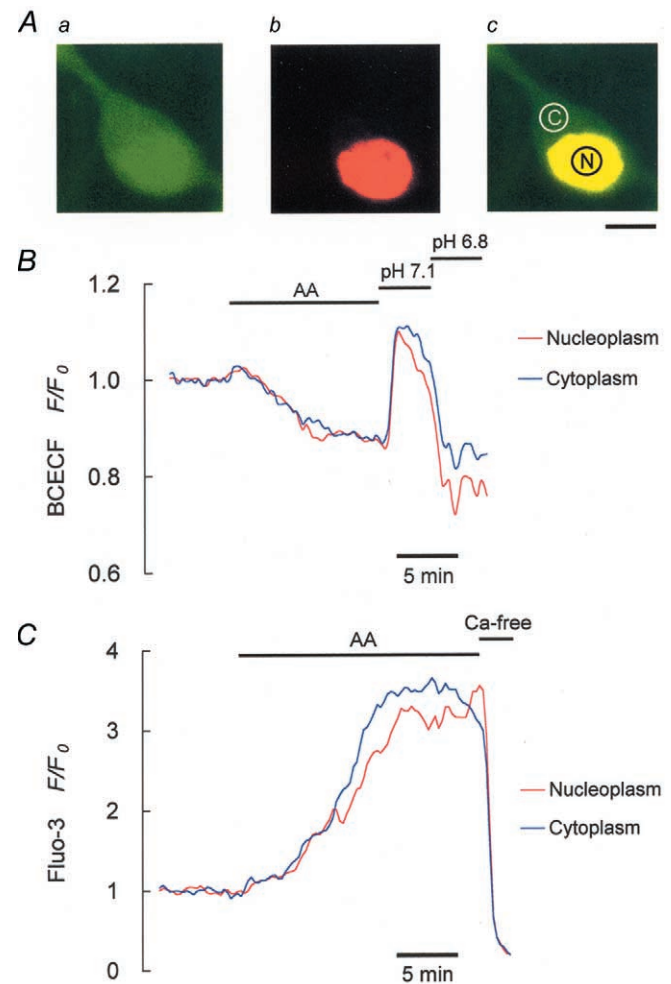 A
a
b
c
C
N
B
pH 6.8
pH 7.1
AA
1.2
1.0
0.8
0.6
BCECF F/F0
Nucleoplasm
Cytoplasm
5 min
C
Ca-free
AA
4
3
2
1
0
Fluo-3 F/F0
Nucleoplasm
Cytoplasm
5 min